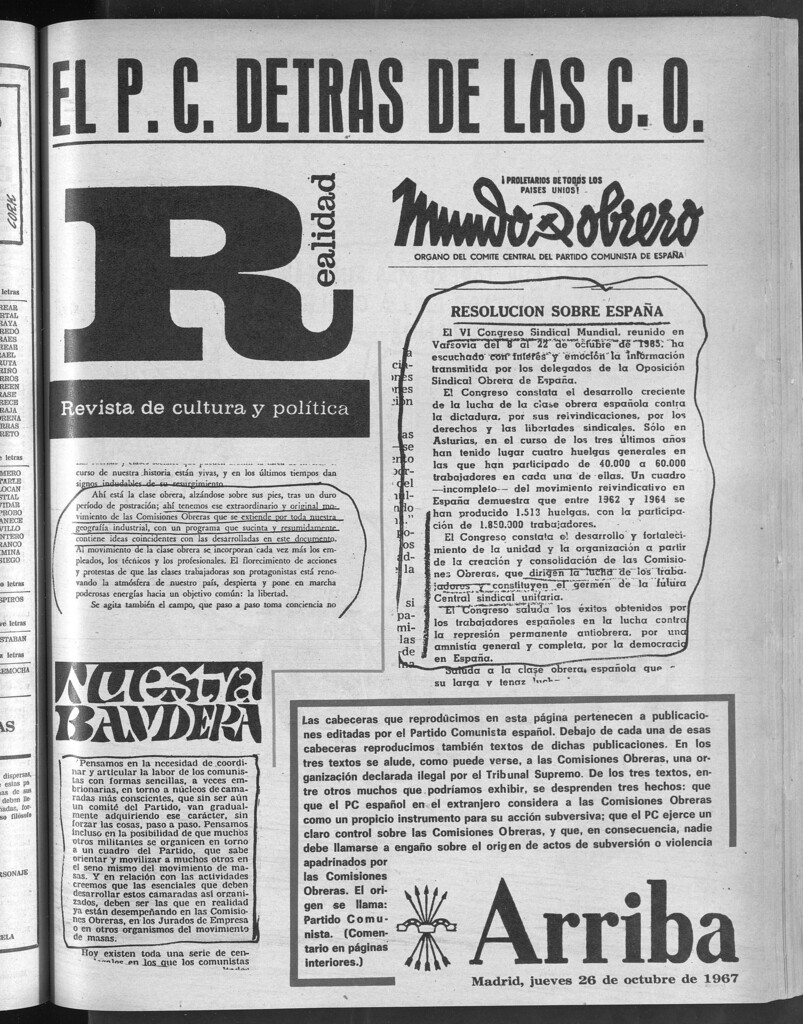 EL P. C. DETRAS DE LAS C. O.
Realidad
Revista de cultura y política
curso de nuestra historia están vivas, y en los últimos tiempos dan
signos indudables de su resurgimiento.
Ahí está la clase obrera, alzándose sobre sus pies, tras un duro
período de postración; ahí tenemos ese extraordinario y original mo-
vimiento de las Comisiones Obreras que se extiende por toda nuestra
geografía industrial, con un programa que sucinta y resumidamente
contiene ideas coincidentes con las desarrolladas en este documento.
Al movimiento de la clase obrera se incorporan cada vez más los em-
pleados, los técnicos y los profesionales. El florecimiento de acciones
y protestas de que las clases trabajadoras son protagonistas está reno-
vando la atmósfera de nuestro país, despierta y pone en marcha
poderosas energías hacia un objetivo común: la libertad.
Se agita también el campo, que paso a paso toma conciencia no
¡PROLETARIOS DE TODOS LOS
PAISES UNIOS!
Mundo obrero
ORGANO DEL COMITE CENTRAL DEL PARTIDO COMUNISTA DE ESPAÑA
RESOLUCION SOBRE ESPAÑA
El VI Congreso Sindical Mundial, reunido en
Varsovia del 8 al 22 de octubre de 1965, ha
escuchado con interés y emoción la información
transmitida por los delegados de la Oposición
Sindical Obrera de España.
El Congreso constata el desarrollo creciente
de la lucha de la clase obrera española contra
la dictadura, por sus reivindicaciones, por los
derechos y las libertades sindicales. Sólo en
Asturias, en el curso de los tres últimos años
han tenido lugar cuatro huelgas generales en
las que han participado de 40.000 a 60.000
trabajadores en cada una de ellas. Un cuadro
—incompleto— del movimiento reivindicativo en
España demuestra que entre 1962 y 1964 se
han producido 1.513 huelgas, con la participa-
ción de 1.850.000 trabajadores.
El Congreso constata el desarrollo y fortaleci-
miento de la unidad y la organización a partir
de la creación y consolidación de las Comisio-
nes Obreras, que dirigen la lucha de los traba-
jadores y constituyen el germen de la futura
Central sindical unitaria.
El Congreso saluda los éxitos obtenidos por
los trabajadores españoles en la lucha contra
la represión permanente antiobrera, por una
amnistía general y completa, por la democracia
en España.
Saluda a la clase obrera española que
su larga y tenaz
NUESTRA
BANDERA
Pensamos en la necesidad de coordi-
nar y articular la labor de los comunis-
tas con formas sencillas, a veces em-
brionarias, en torno a núcleos de cama-
radas más conscientes, que sin ser aún
un comité del Partido, van gradual-
mente adquiriendo ese carácter, sin
forzar las cosas, paso a paso. Pensamos
incluso en la posibilidad de que muchos
otros militantes se organicen en torno
a un cuadro del Partido, que sabe
orientar y movilizar a muchos otros en
el seno mismo del movimiento de ma-
sas. Y en relación con las actividades
creemos que las esenciales que deben
desarrollar estos camaradas así organi-
zados, deben ser las que en realidad
ya están desempeñando en las Comisio-
nes Obreras, en los Jurados de Empresa
o en otros organismos del movimiento
de masas.
Hoy existen toda una serie de cen-
en los que los comunistas
Las cabeceras que reproducimos en esta página pertenecen a publicacio-
nes editadas por el Partido Comunista español. Debajo de cada una de esas
cabeceras reproducimos también textos de dichas publicaciones. En los
tres textos se alude, como puede verse, a las Comisiones Obreras, una or-
ganización declarada ilegal por el Tribunal Supremo. De los tres textos, en-
tre otros muchos que podríamos exhibir, se desprenden tres hechos: que
que el PC español en el extranjero considera a las Comisiones Obreras
como un propicio instrumento para su acción subversiva; que el PC ejerce un
claro control sobre las Comisiones Obreras, y que, en consecuencia, nadie
debe llamarse a engaño sobre el origen de actos de subversión o violencia
apadrinados por
las Comisiones
Obreras. El ori-
gen se llama:
Partido Comu-
nista. (Comen-
tario en páginas
interiores.)
Arriba
Madrid, jueves 26 de octubre de 1967